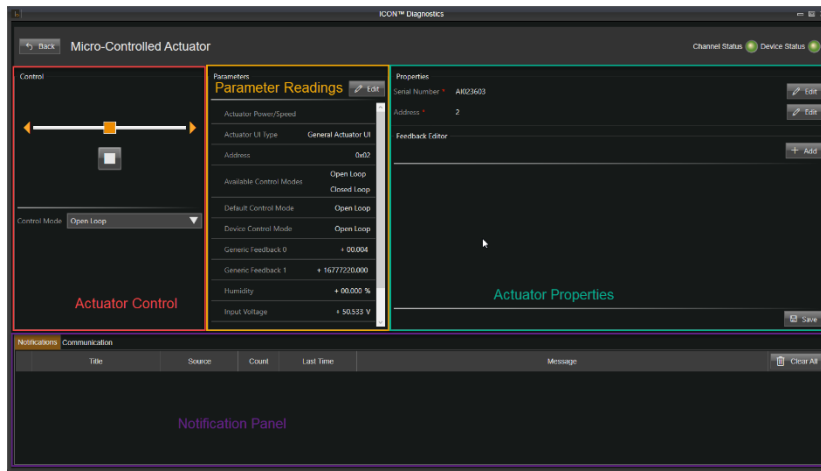 ICON™ Diagnostics
Back
Micro-Controlled Actuator
Channel Status
Device Status
Control
Control Mode
Open Loop
Actuator Control
Parameters
Parameter Readings
Edit
Actuator Power/Speed
Actuator UI Type General Actuator UI
Address 0x02
Available Control Modes Open Loop
Closed Loop
Default Control Mode Open Loop
Device Control Mode Open Loop
Generic Feedback 0 + 00.004
Generic Feedback 1 + 16777220.000
Humidity + 00.000 %
Input Voltage + 50.533 V
Properties
Serial Number * AI023603
Edit
Address * 2
Edit
Feedback Editor
+ Add
Actuator Properties
Save
Notifications Communication
Title Source Count Last Time Message
Clear All
Notification Panel